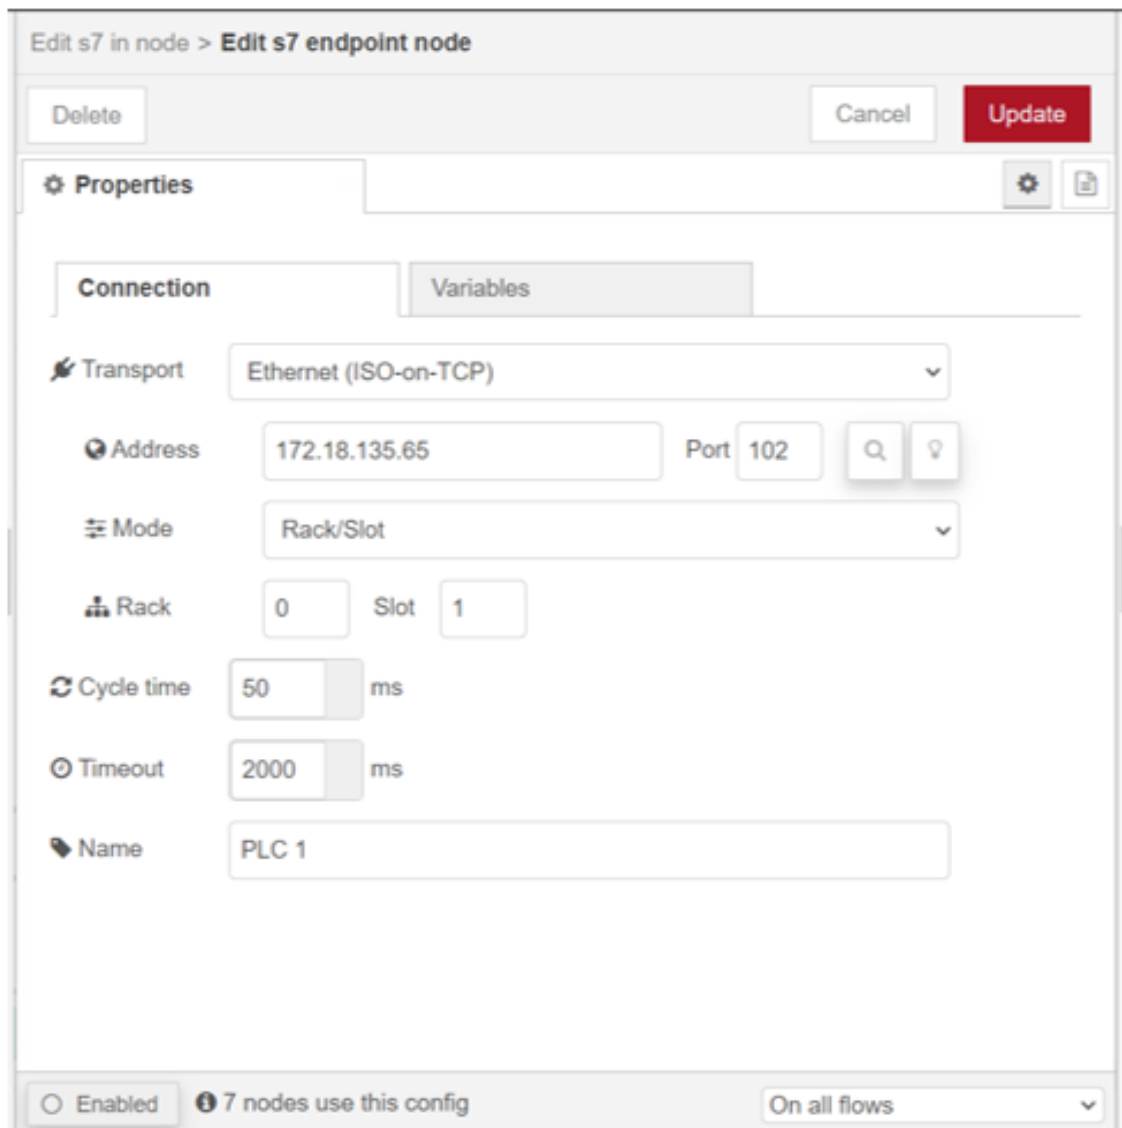 Edit s7 in node > Edit s7 endpoint node
Delete Cancel Update
Properties
Connection Variables
Transport Ethernet (ISO-on-TCP)
Address 172.18.135.65 Port 102
Mode Rack/Slot
Rack 0 Slot 1
Cycle time 50 ms
Timeout 2000 ms
Name PLC 1
Enabled 7 nodes use this config On all flows